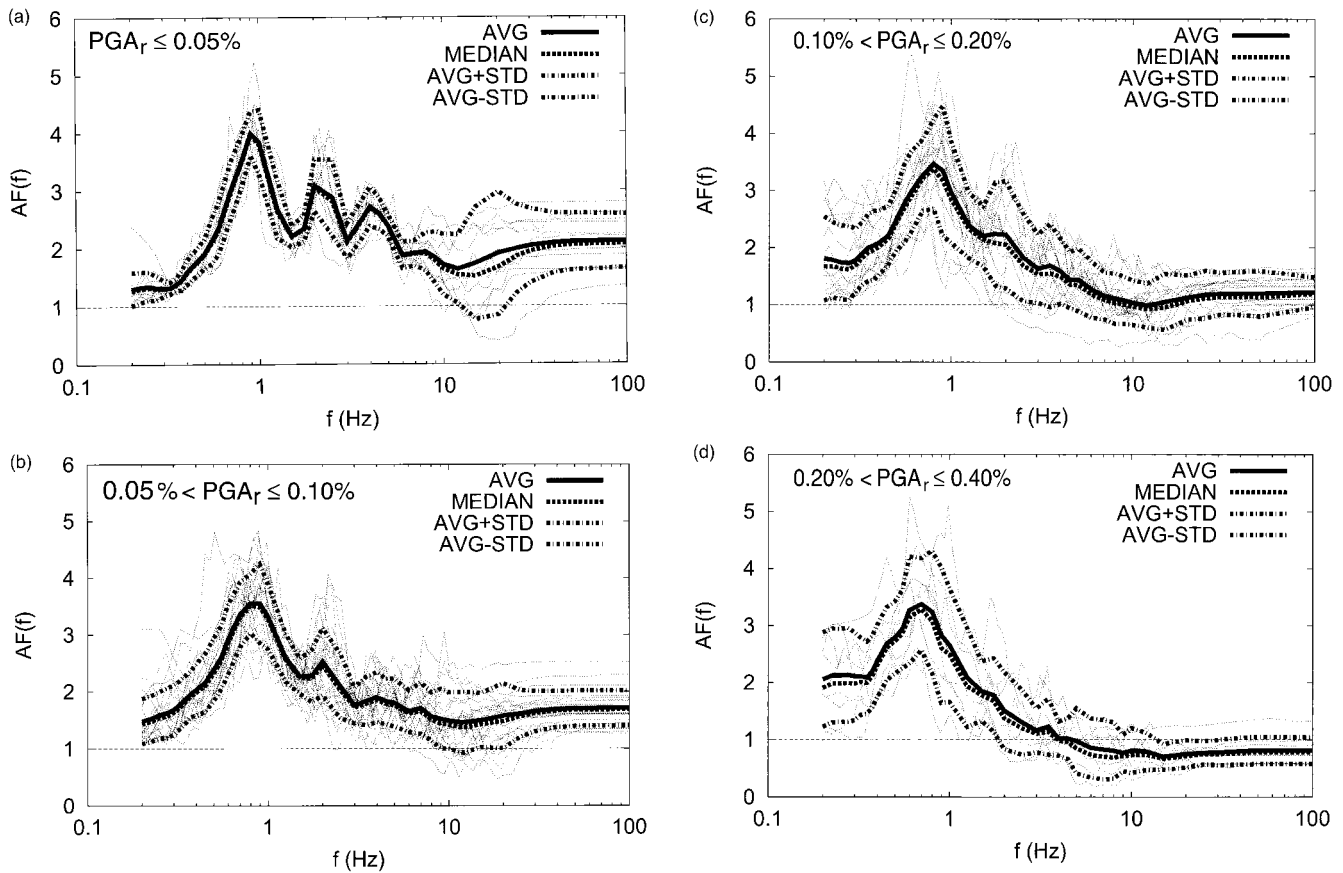 (a)
PGAr ≤ 0.05%
AVG
MEDIAN
AVG+STD
AVG-STD
6
5
4
3
2
1
0
AF(f)
0.1 1 10 100
f (Hz)
(b)
0.05% < PGAr ≤ 0.10%
AVG
MEDIAN
AVG+STD
AVG-STD
6
5
4
3
2
1
0
AF(f)
0.1 1 10 100
f (Hz)
(c)
0.10% < PGAr ≤ 0.20%
AVG
MEDIAN
AVG+STD
AVG-STD
6
5
4
3
2
1
0
AF(f)
0.1 1 10 100
f (Hz)
(d)
0.20% < PGAr ≤ 0.40%
AVG
MEDIAN
AVG+STD
AVG-STD
6
5
4
3
2
1
0
AF(f)
0.1 1 10 100
f (Hz)